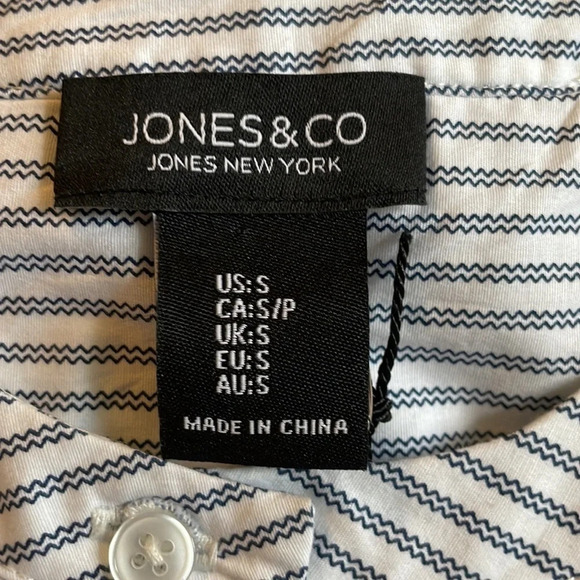 JONES & CO
JONES NEW YORK
US: S
CA: S/P
UK: S
EU: S
AU: S
MADE IN CHINA